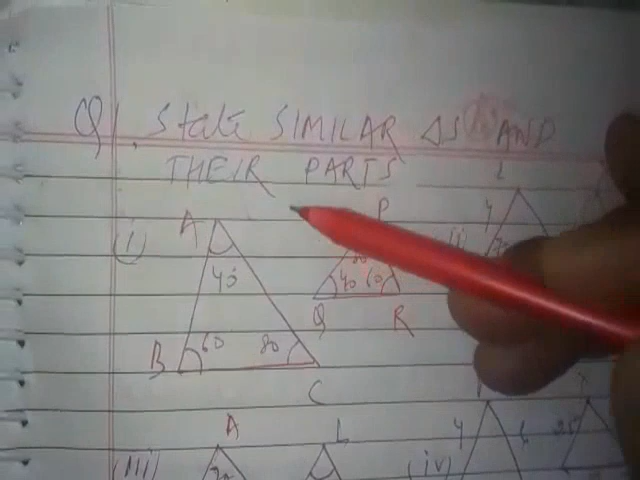 Q1. State SIMILAR ΔS AND
THEIR PARTS
L
A P
y
(i)
40
40 60
Q R
B 60 80
C
A L
(iii) (iv) y